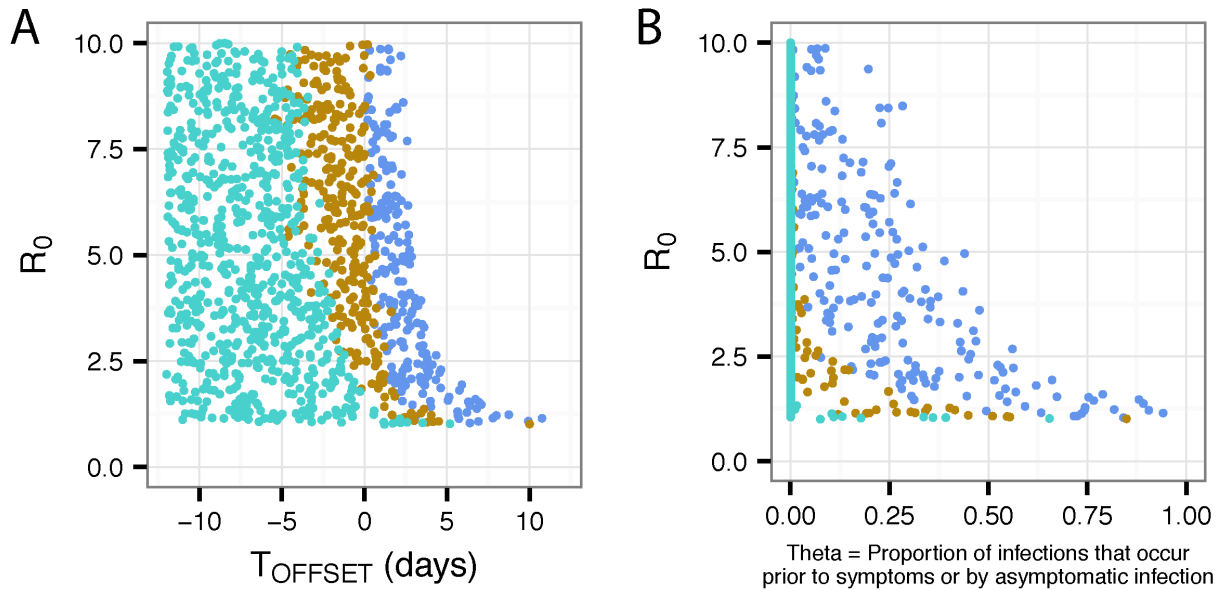 A
10.0
7.5
5.0
2.5
0.0
R0
−10 −5 0 5 10
TOFFSET (days)
B
10.0
7.5
5.0
2.5
0.0
R0
0.00 0.25 0.50 0.75 1.00
Theta = Proportion of infections that occur
prior to symptoms or by asymptomatic infection